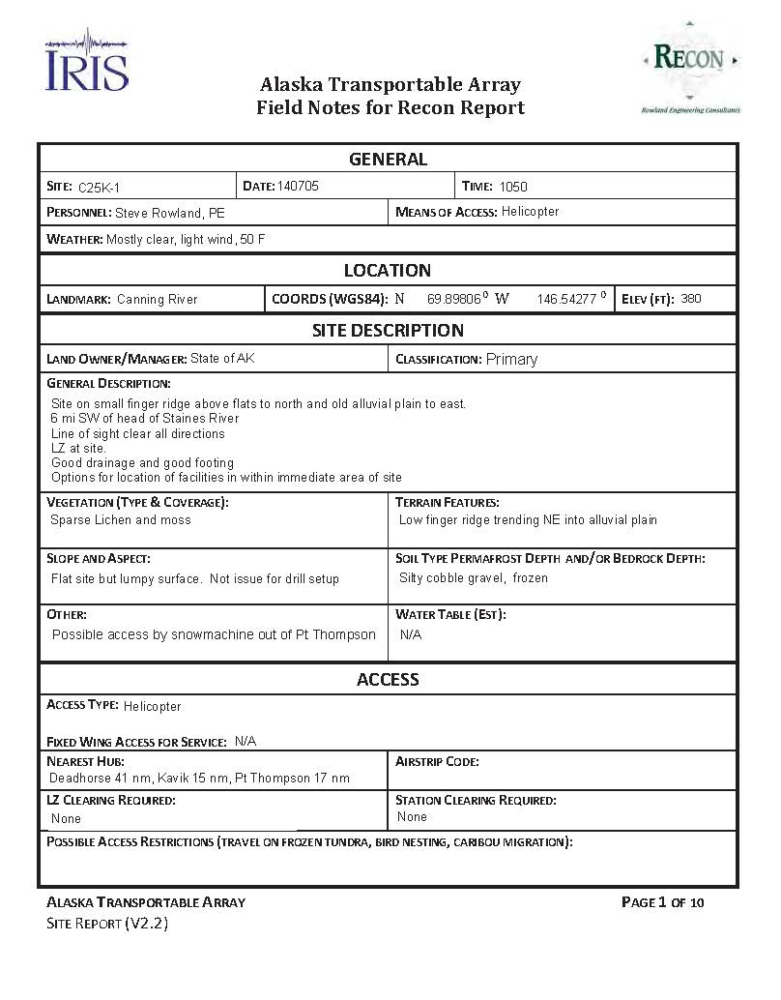 IRIS
RECON
Rowland Engineering Consultants
Alaska Transportable Array
Field Notes for Recon Report
GENERAL
SITE: C25K-1 DATE: 140705 TIME: 1050
PERSONNEL: Steve Rowland, PE MEANS OF ACCESS: Helicopter
WEATHER: Mostly clear, light wind, 50 F
LOCATION
LANDMARK: Canning River COORDS (WGS84): N 69.89806⁰ W 146.54277 ⁰ ELEV (FT): 380
SITE DESCRIPTION
LAND OWNER/MANAGER: State of AK CLASSIFICATION: Primary
GENERAL DESCRIPTION:
Site on small finger ridge above flats to north and old alluvial plain to east.
6 mi SW of head of Staines River
Line of sight clear all directions
LZ at site.
Good drainage and good footing
Options for location of facilities in within immediate area of site
VEGETATION (TYPE & COVERAGE):
Sparse Lichen and moss
TERRAIN FEATURES:
Low finger ridge trending NE into alluvial plain
SLOPE AND ASPECT:
Flat site but lumpy surface. Not issue for drill setup
SOIL TYPE PERMAFROST DEPTH AND/OR BEDROCK DEPTH:
Silty cobble gravel, frozen
OTHER:
Possible access by snowmachine out of Pt Thompson
WATER TABLE (EST):
N/A
ACCESS
ACCESS TYPE: Helicopter
FIXED WING ACCESS FOR SERVICE: N/A
NEAREST HUB:
Deadhorse 41 nm, Kavik 15 nm, Pt Thompson 17 nm
AIRSTRIP CODE:
LZ CLEARING REQUIRED:
None
STATION CLEARING REQUIRED:
None
POSSIBLE ACCESS RESTRICTIONS (TRAVEL ON FROZEN TUNDRA, BIRD NESTING, CARIBOU MIGRATION):
ALASKA TRANSPORTABLE ARRAY PAGE 1 OF 10
SITE REPORT (V2.2)